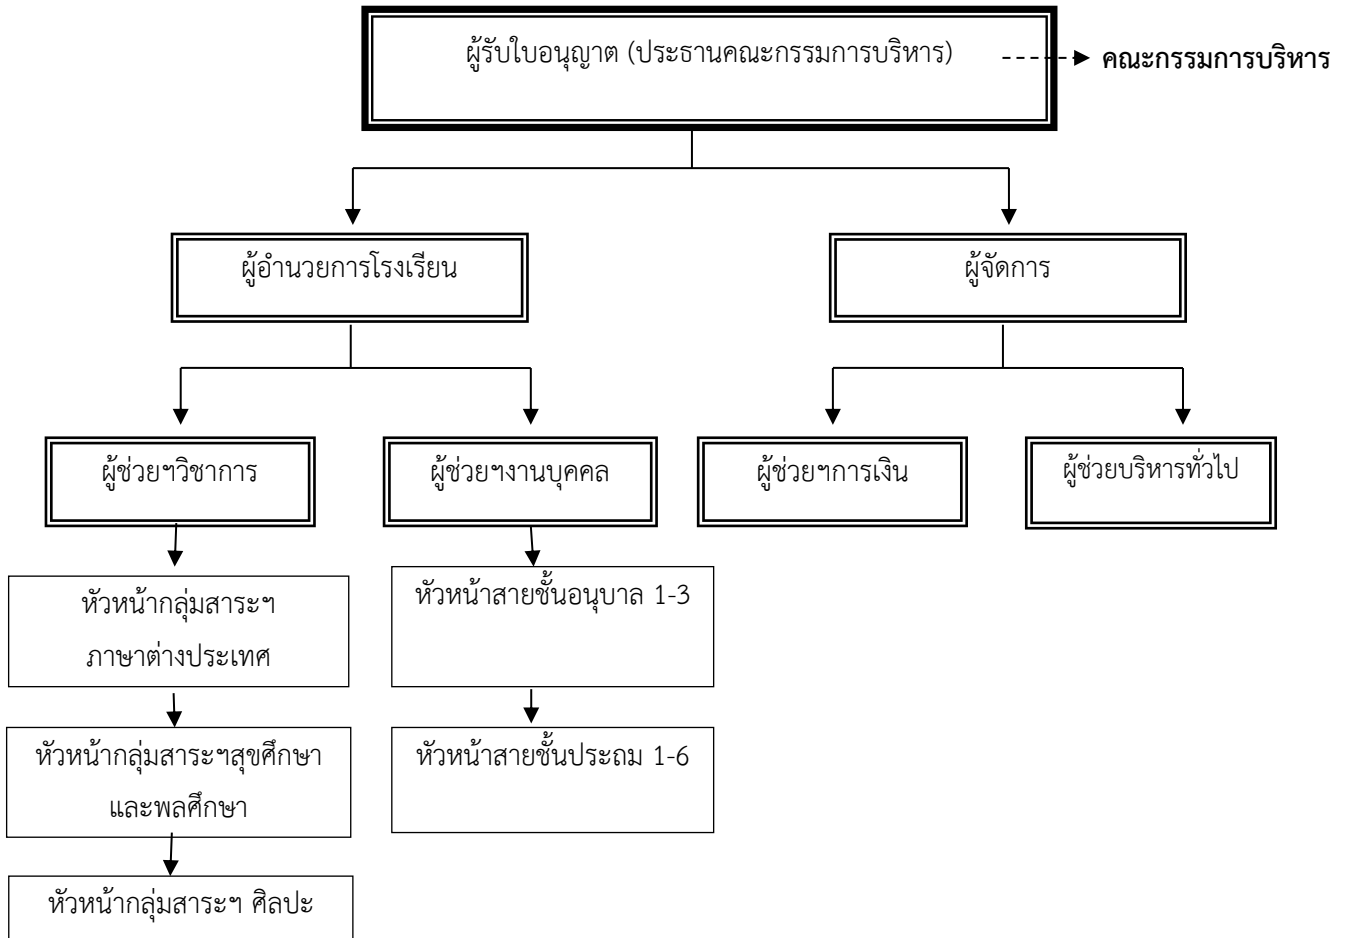 ผู้รับใบอนุญาต (ประธานคณะกรรมการบริหาร)
คณะกรรมการบริหาร
ผู้อำนวยการโรงเรียน
ผู้จัดการ
ผู้ช่วยฯวิชาการ
ผู้ช่วยฯงานบุคคล
ผู้ช่วยฯการเงิน
ผู้ช่วยบริหารทั่วไป
หัวหน้ากลุ่มสาระฯ
ภาษาต่างประเทศ
หัวหน้าสายชั้นอนุบาล 1-3
หัวหน้ากลุ่มสาระฯสุขศึกษา
และพลศึกษา
หัวหน้าสายชั้นประถม 1-6
หัวหน้ากลุ่มสาระฯ ศิลปะ